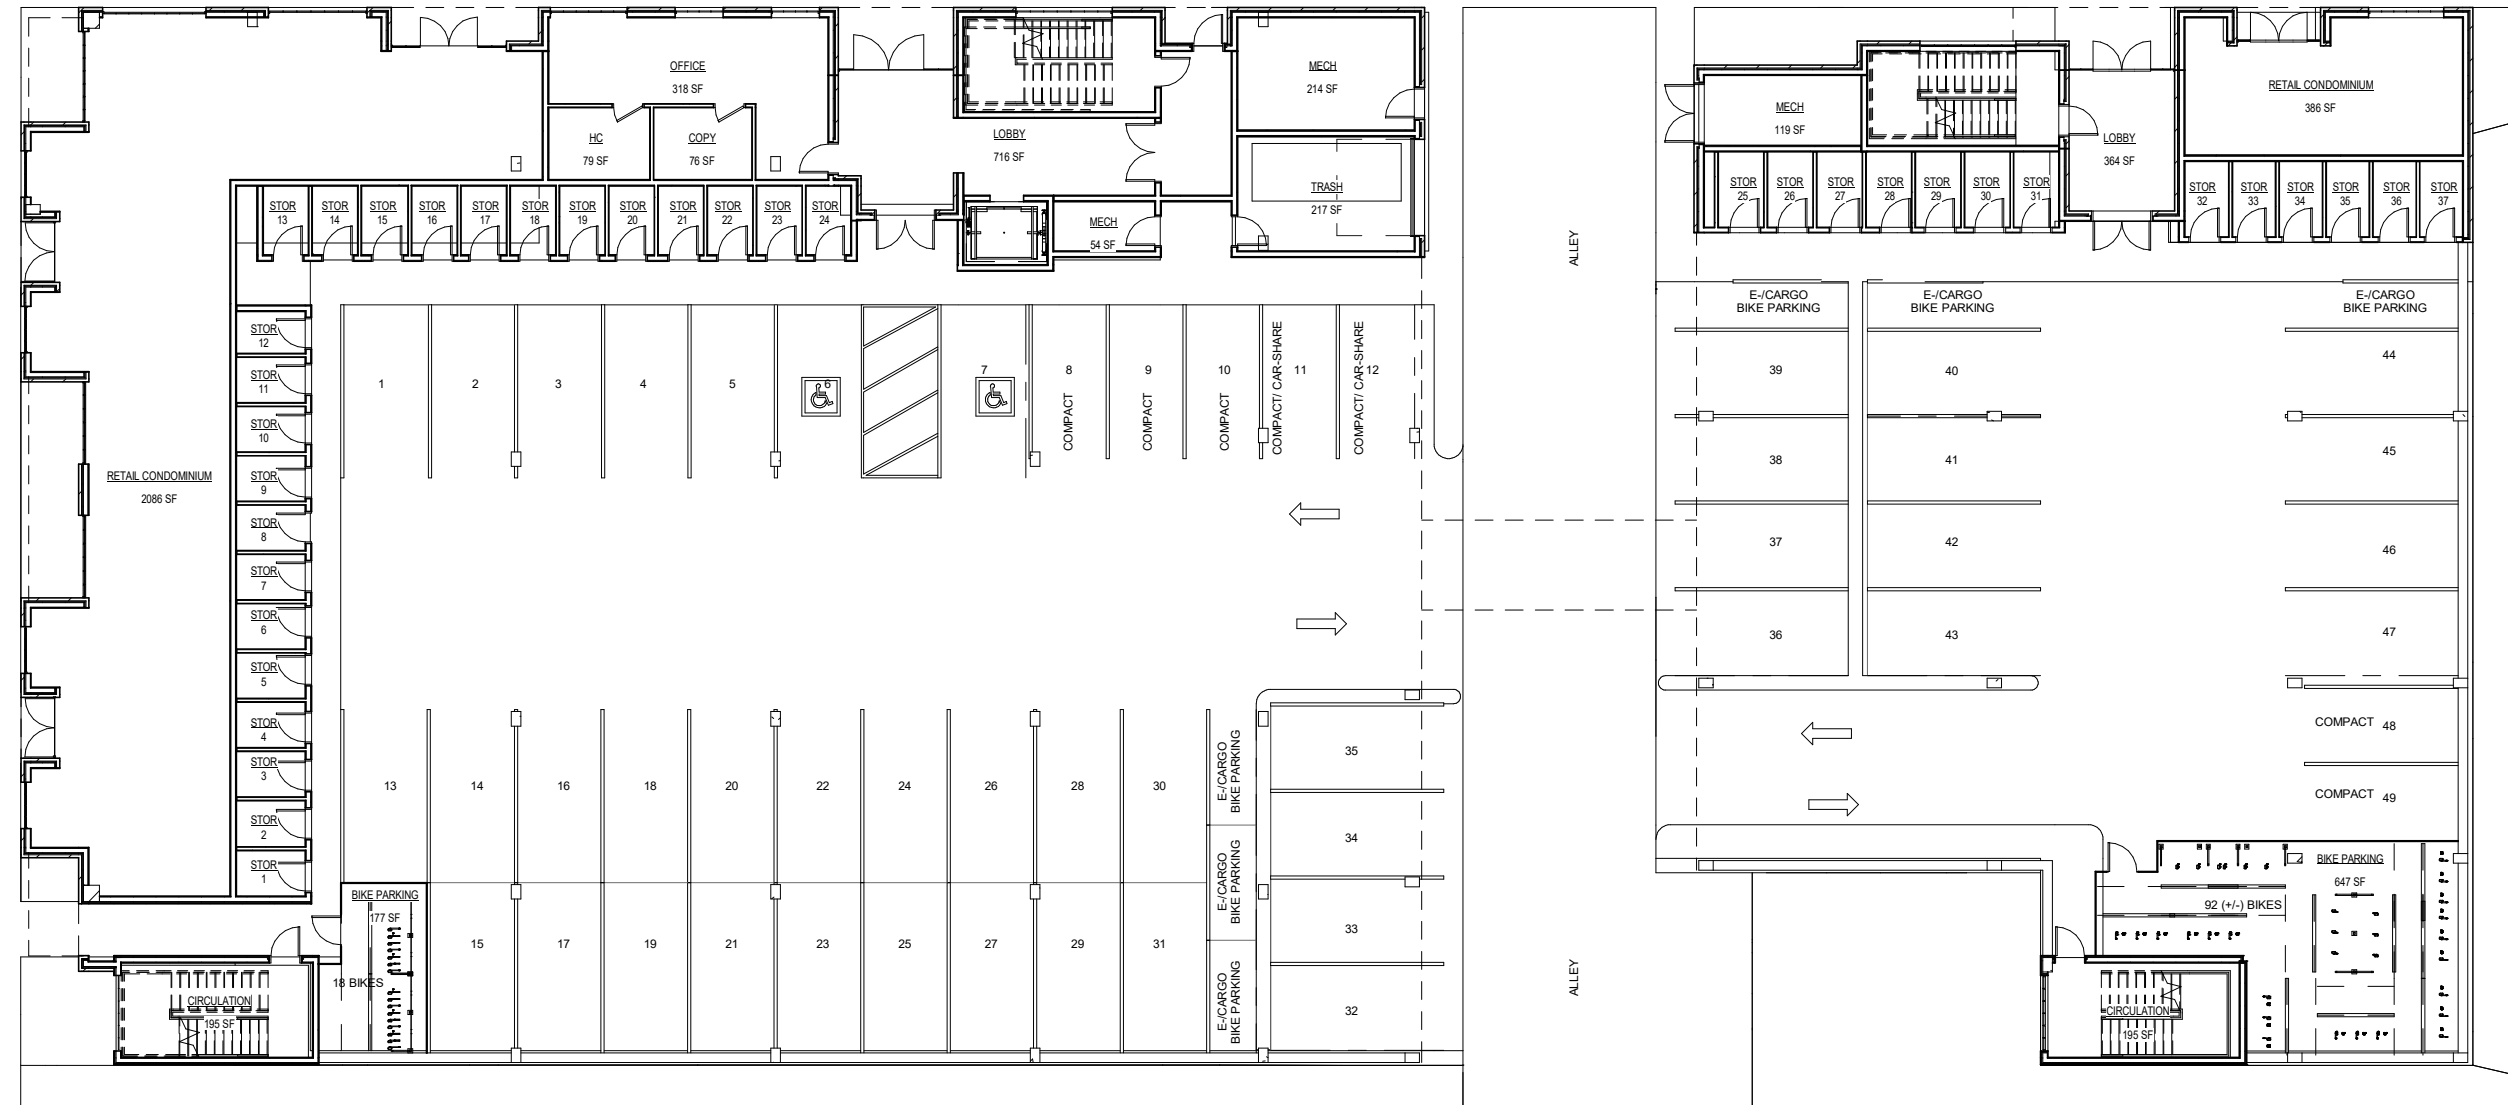 OFFICE
318 SF
HC
79 SF
COPY
76 SF
LOBBY
716 SF
MECH
214 SF
TRASH
217 SF
MECH
54 SF
MECH
119 SF
LOBBY
364 SF
RETAIL CONDOMINIUM
386 SF
STOR
13
STOR
14
STOR
15
STOR
16
STOR
17
STOR
18
STOR
19
STOR
20
STOR
21
STOR
22
STOR
23
STOR
24
STOR
25
STOR
26
STOR
27
STOR
28
STOR
29
STOR
30
STOR
31
STOR
32
STOR
33
STOR
34
STOR
35
STOR
36
STOR
37
ALLEY
STOR
12
STOR
11
STOR
10
STOR
9
STOR
8
STOR
7
STOR
6
STOR
5
STOR
4
STOR
3
STOR
2
STOR
1
RETAIL CONDOMINIUM
2086 SF
1
2
3
4
5
6
7
8
COMPACT
9
COMPACT
10
COMPACT
11
COMPACT/ CAR-SHARE
12
COMPACT/ CAR-SHARE
E-/CARGO
BIKE PARKING
E-/CARGO
BIKE PARKING
E-/CARGO
BIKE PARKING
39
40
44
38
41
45
37
42
46
36
43
47
COMPACT 48
COMPACT 49
13
14
16
18
20
22
24
26
28
30
E-/CARGO
BIKE PARKING
E-/CARGO
BIKE PARKING
E-/CARGO
BIKE PARKING
35
34
33
32
15
17
19
21
23
25
27
29
31
BIKE PARKING
177 SF
18 BIKES
CIRCULATION
195 SF
ALLEY
BIKE PARKING
647 SF
92 (+/-) BIKES
CIRCULATION
195 SF